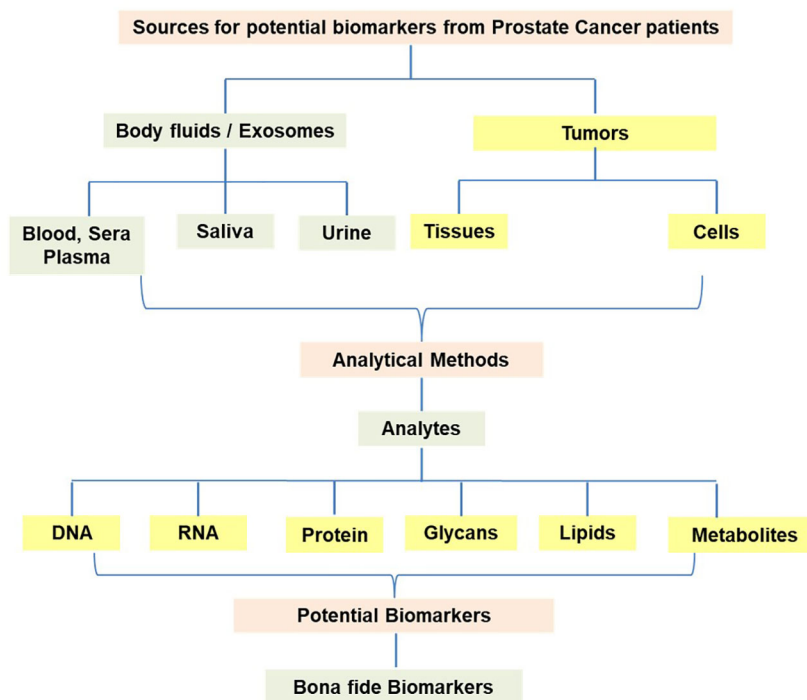 Sources for potential biomarkers from Prostate Cancer patients
Body fluids / Exosomes
Tumors
Blood, Sera
Plasma
Saliva
Urine
Tissues
Cells
Analytical Methods
Analytes
DNA
RNA
Protein
Glycans
Lipids
Metabolites
Potential Biomarkers
Bona fide Biomarkers